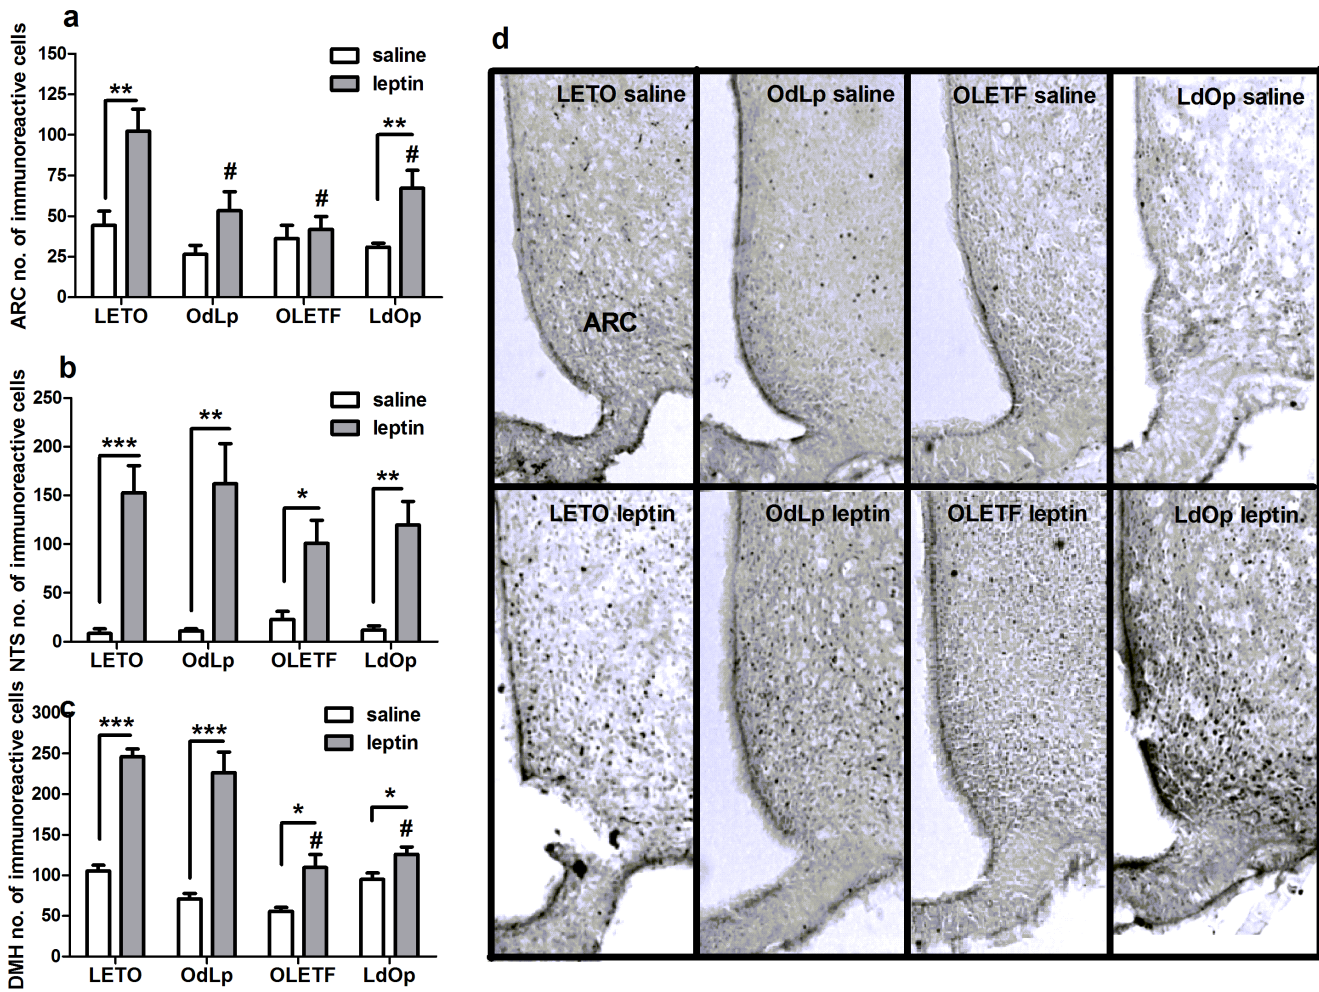 a
ARC no. of immunoreactive cells
150
125
100
75
50
25
0
saline
leptin
**
#
#
**
#
LETO OdLp OLETF LdOp
b
NTS no. of immunoreactive cells
250
200
150
100
50
0
saline
leptin
***
**
*
**
LETO OdLp OLETF LdOp
c
DMH no. of immunoreactive cells
300
250
200
150
100
50
0
saline
leptin
***
***
*
#
*
#
LETO OdLp OLETF LdOp
d
LETO saline
OdLp saline
OLETF saline
LdOp saline
ARC
LETO leptin
OdLp leptin
OLETF leptin
LdOp leptin